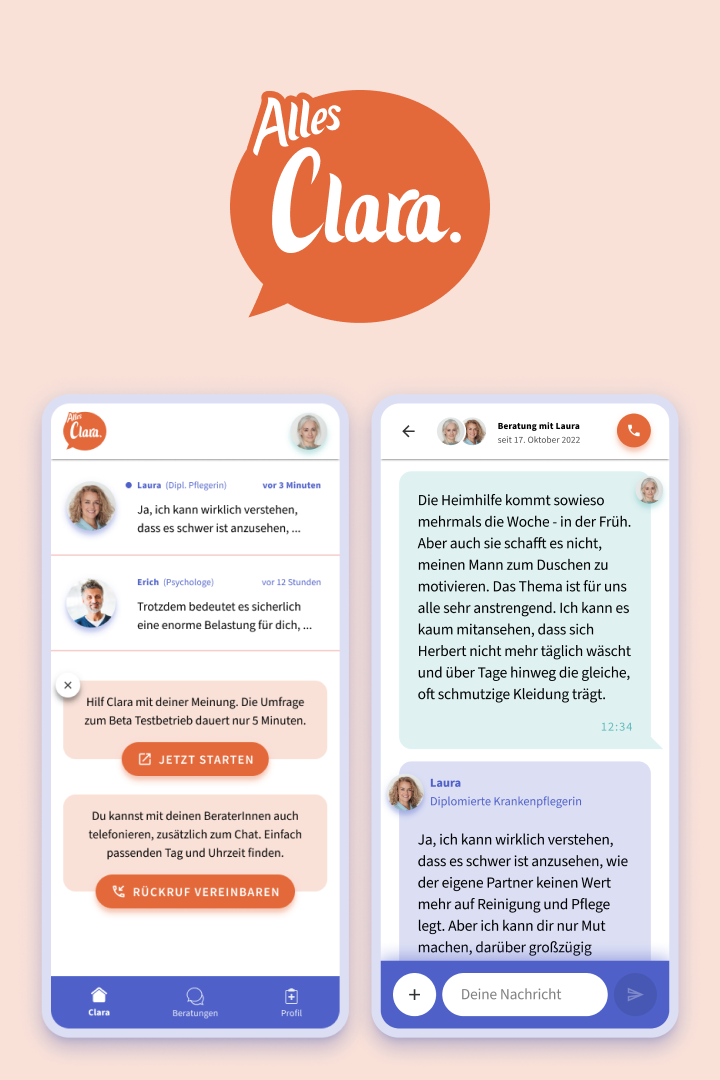 Alles
Clara.
Alles
Clara.
Laura (Dipl. Pflegerin) vor 3 Minuten
Ja, ich kann wirklich verstehen,
dass es schwer ist anzusehen, ...
Erich (Psychologe) vor 12 Stunden
Trotzdem bedeutet es sicherlich
eine enorme Belastung für dich, ...
Hilf Clara mit deiner Meinung. Die Umfrage
zum Beta Testbetrieb dauert nur 5 Minuten.
JETZT STARTEN
Du kannst mit deinen BeraterInnen auch
telefonieren, zusätzlich zum Chat. Einfach
passenden Tag und Uhrzeit finden.
RÜCKRUF VEREINBAREN
Clara Beratungen Profil
Beratung mit Laura
seit 17. Oktober 2022
Die Heimhilfe kommt sowieso
mehrmals die Woche - in der Früh.
Aber auch sie schafft es nicht,
meinen Mann zum Duschen zu
motivieren. Das Thema ist für uns
alle sehr anstrengend. Ich kann es
kaum mitansehen, dass sich
Herbert nicht mehr täglich wäscht
und über Tage hinweg die gleiche,
oft schmutzige Kleidung trägt.
12:34
Laura
Diplomierte Krankenpflegerin
Ja, ich kann wirklich verstehen,
dass es schwer ist anzusehen, wie
der eigene Partner keinen Wert
mehr auf Reinigung und Pflege
legt. Aber ich kann dir nur Mut
machen, darüber großzügig
Deine Nachricht